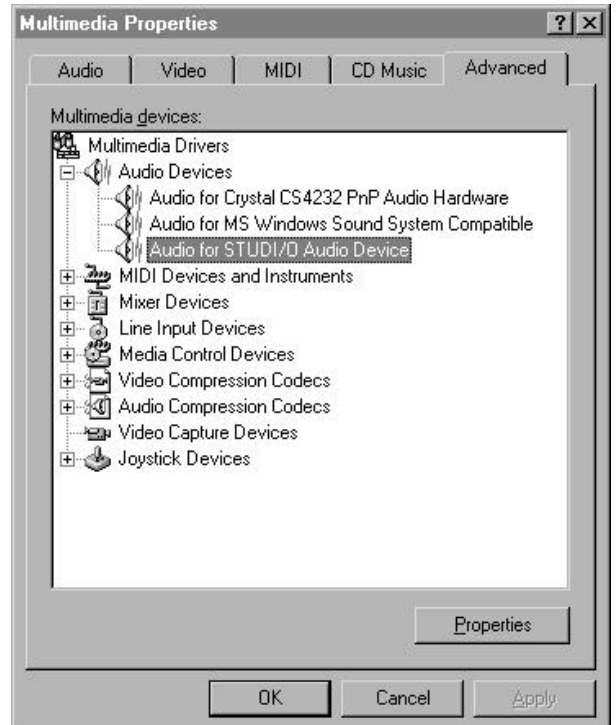 Multimedia Properties
Audio Video MIDI CD Music Advanced
Multimedia devices:
Multimedia Drivers
Audio Devices
Audio for Crystal CS4232 PnP Audio Hardware
Audio for MS Windows Sound System Compatible
Audio for STUDI/O Audio Device
MIDI Devices and Instruments
Mixer Devices
Line Input Devices
Media Control Devices
Video Compression Codecs
Audio Compression Codecs
Video Capture Devices
Joystick Devices
Properties
OK Cancel Apply